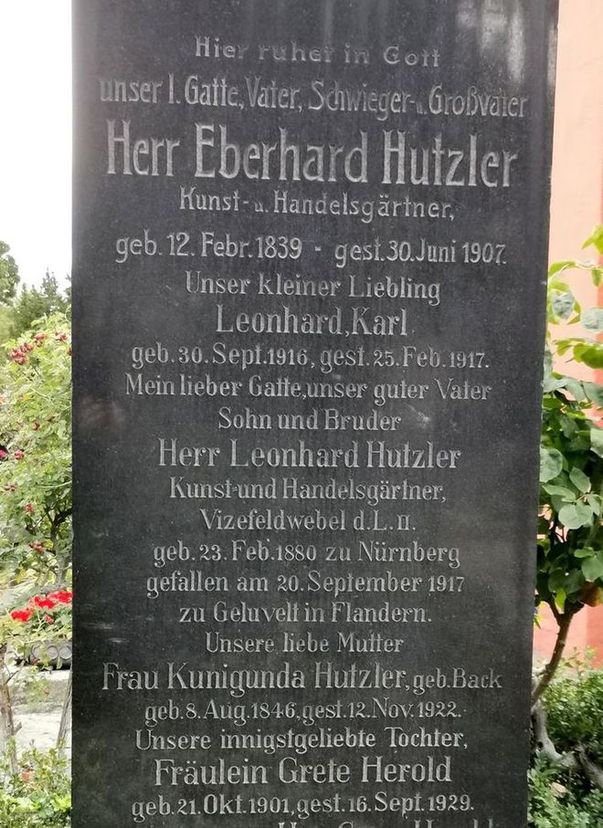 Hier ruhet in Gott
unser l. Gatte, Vater, Schwieger- u. Großvater
Herr Eberhard Hutzler
Kunst- u. Handelsgärtner,
geb. 12. Febr. 1839 - gest. 30. Juni 1907.
Unser kleiner Liebling
Leonhard, Karl
geb. 30. Sept. 1916, gest. 25. Feb. 1917.
Mein lieber Gatte, unser guter Vater
Sohn und Bruder
Herr Leonhard Hutzler
Kunst- und Handelsgärtner,
Vizefeldwebel d. L. II.
geb. 23. Feb. 1880 zu Nürnberg
gefallen am 20. September 1917
zu Geluvelt in Flandern.
Unsere liebe Mutter
Frau Kunigunda Hutzler, geb. Back
geb. 8. Aug. 1846, gest. 12. Nov. 1922.
Unsere innigstgeliebte Tochter,
Fräulein Grete Herold
geb. 21. Okt. 1901, gest. 16. Sept. 1929.